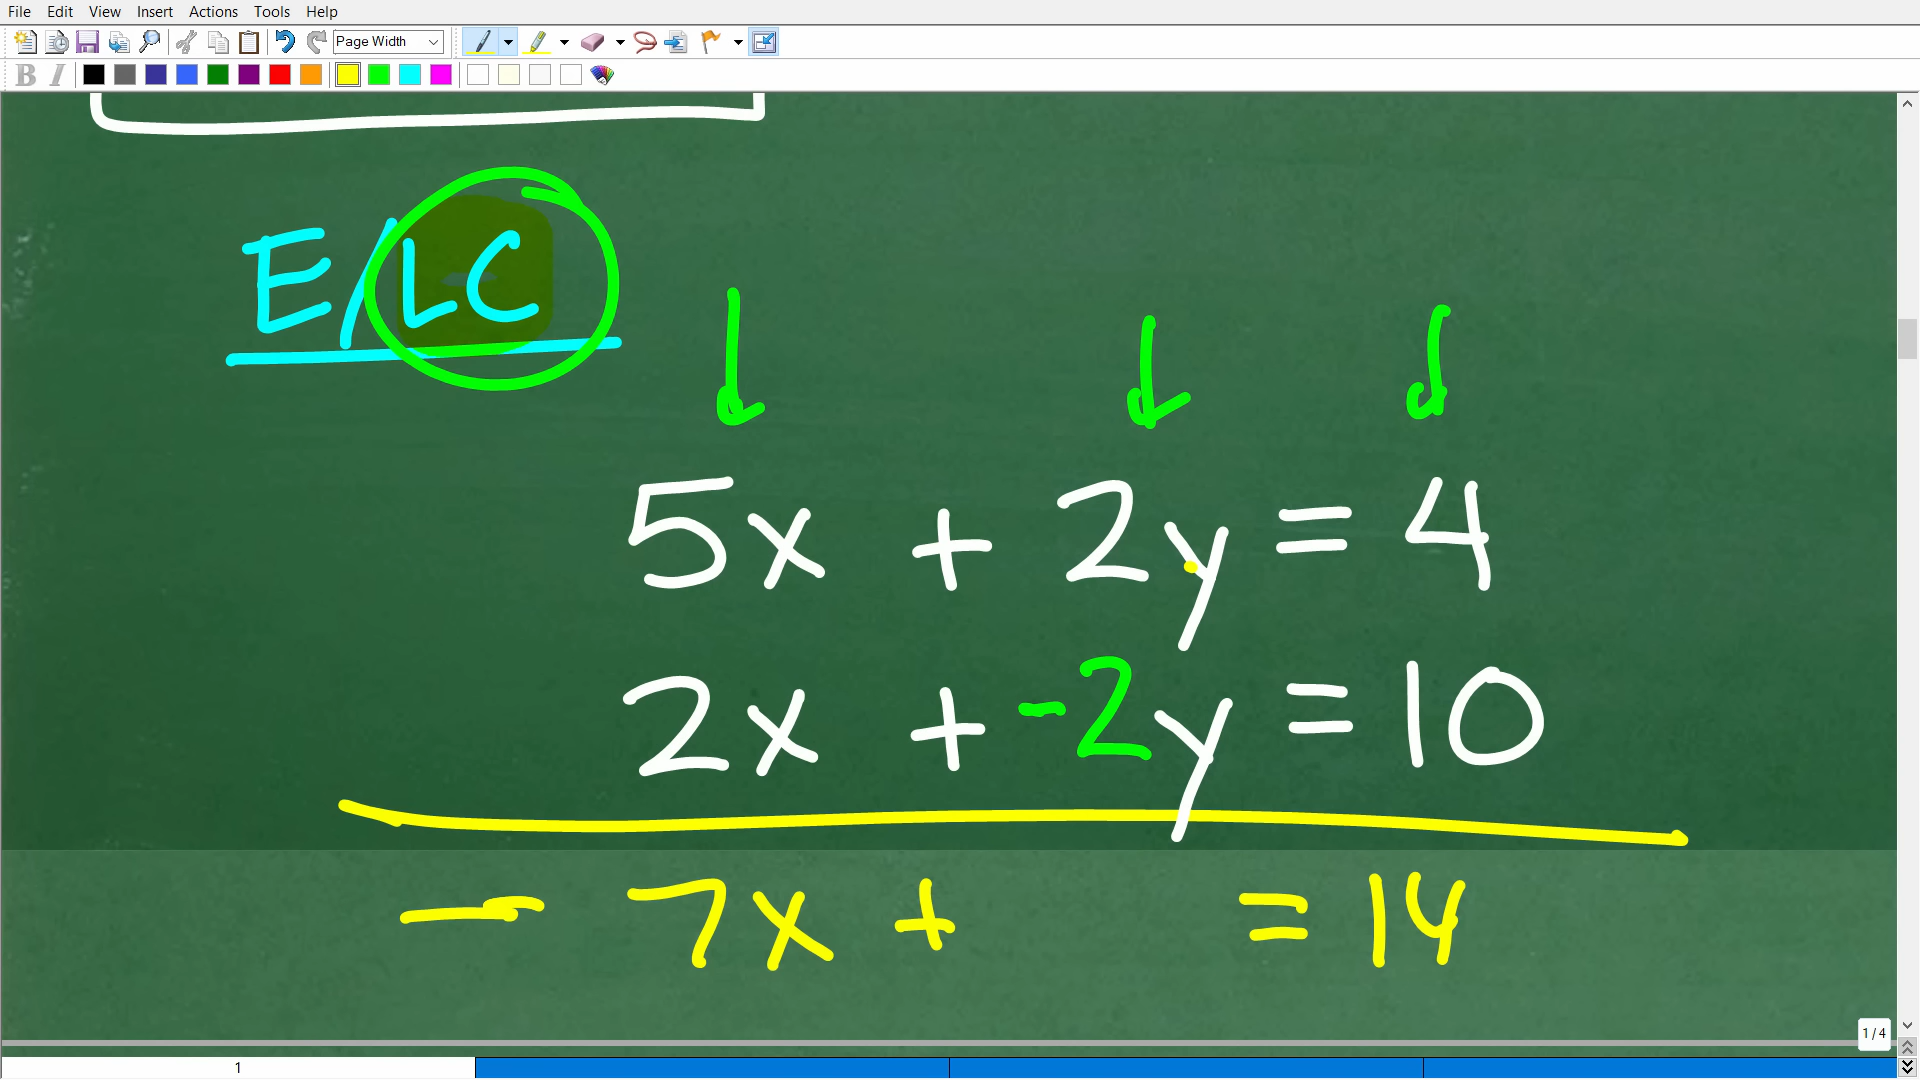 File Edit View Insert Actions Tools Help
Page Width
B I
E/LC
5x + 2y = 4
2x + -2y = 10
- 7x + = 14
1 / 4
1